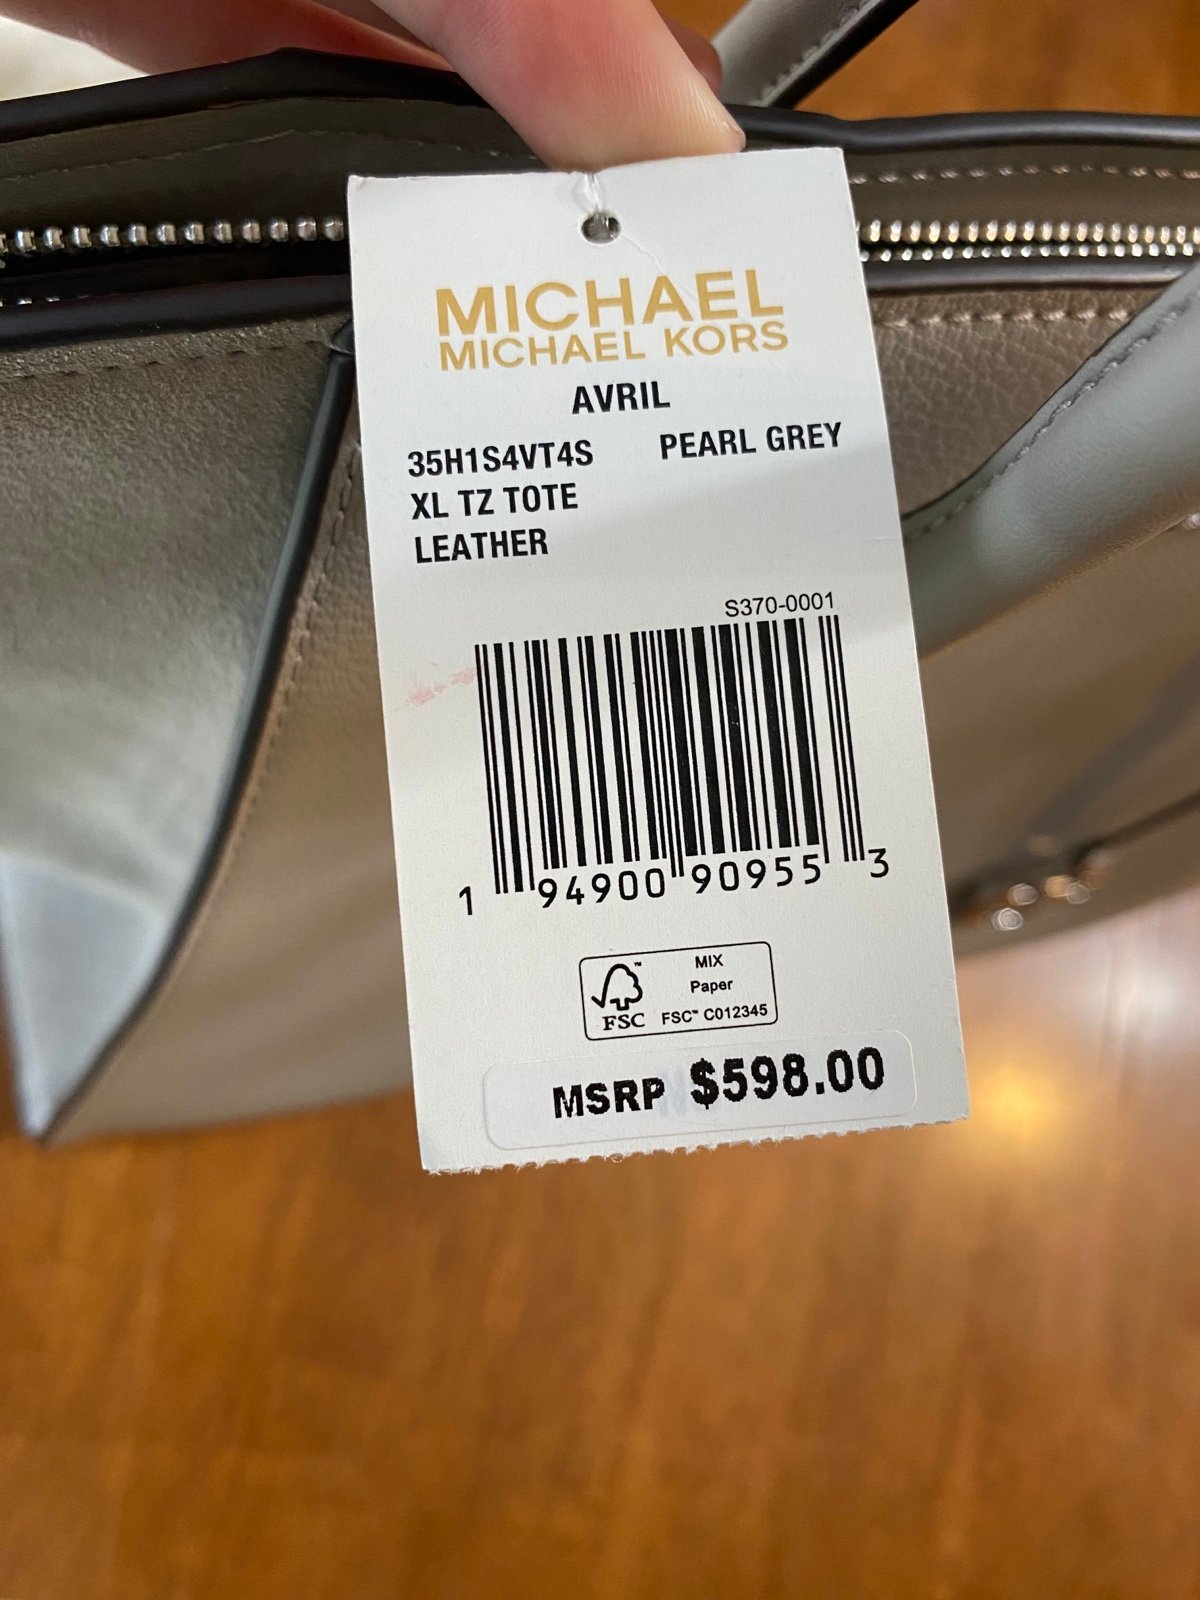 MICHAEL
MICHAEL KORS
AVRIL
35H1S4VT4S PEARL GREY
XL TZ TOTE
LEATHER
S370-0001
1 94900 90955 3
FSC™ MIX
Paper
FSC™ C012345
MSRP $598.00